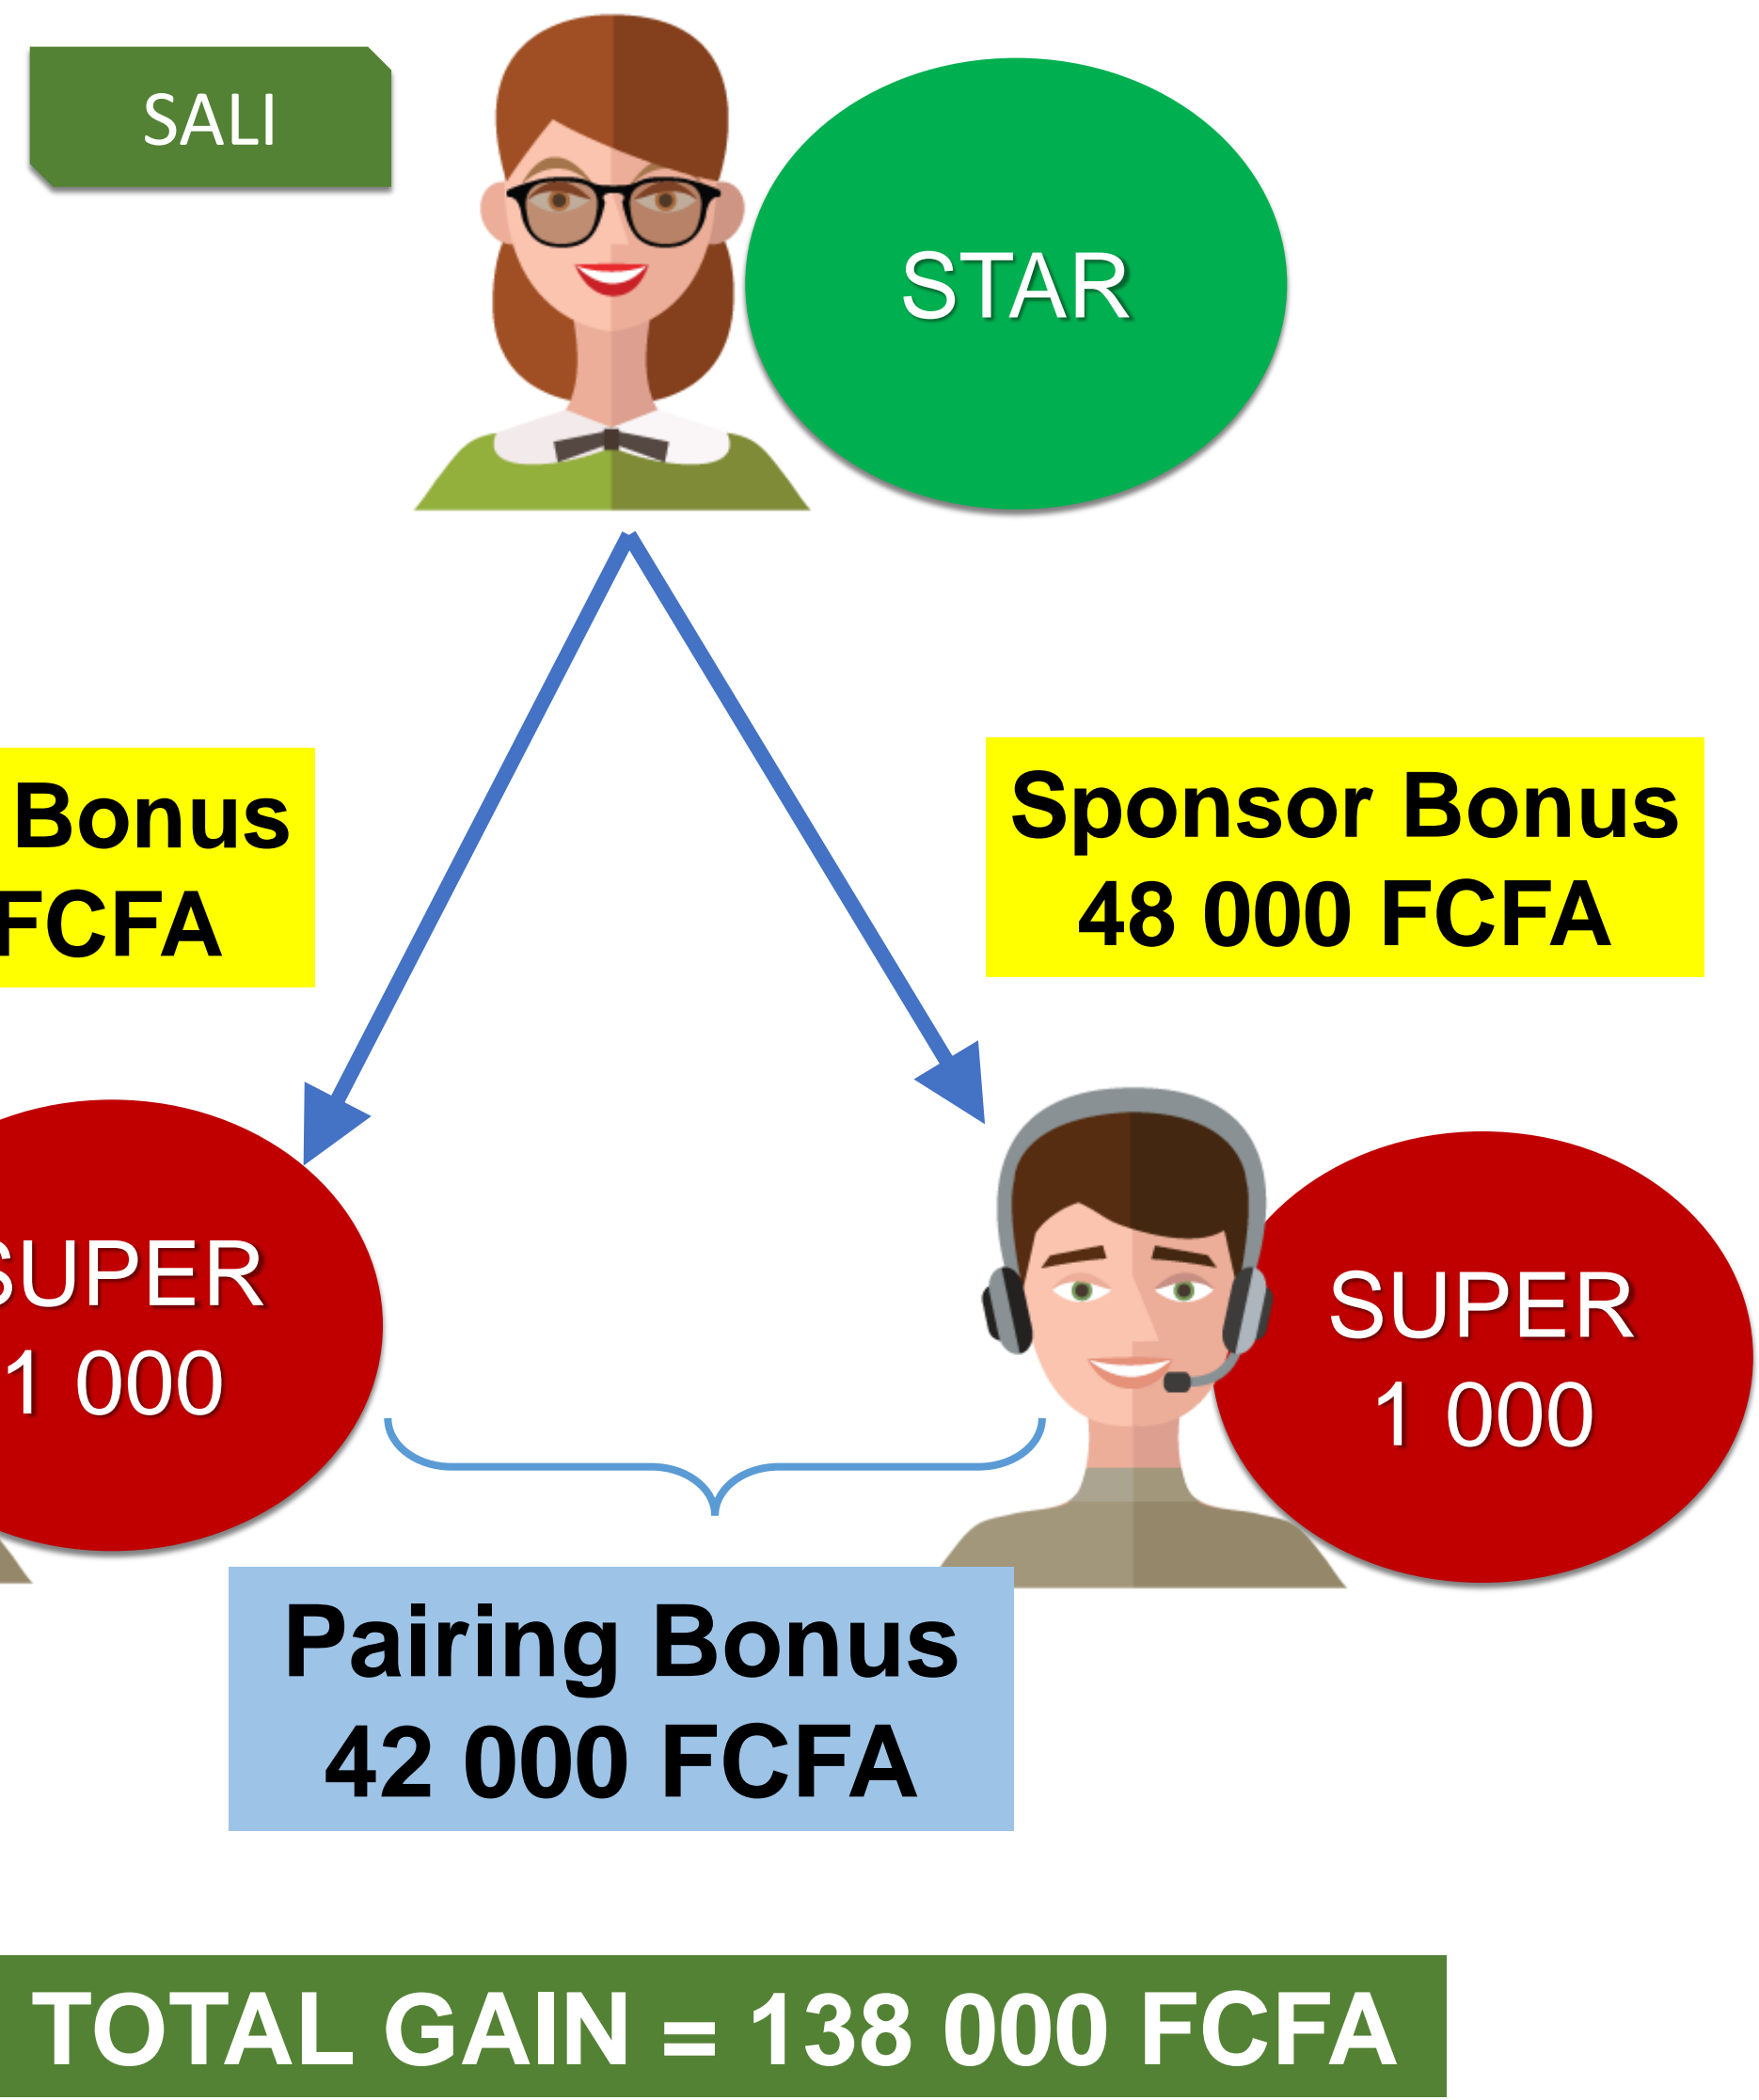 SALI
STAR
Bonus
FCFA
Sponsor Bonus
48 000 FCFA
SUPER
1 000
SUPER
1 000
Pairing Bonus
42 000 FCFA
TOTAL GAIN = 138 000 FCFA